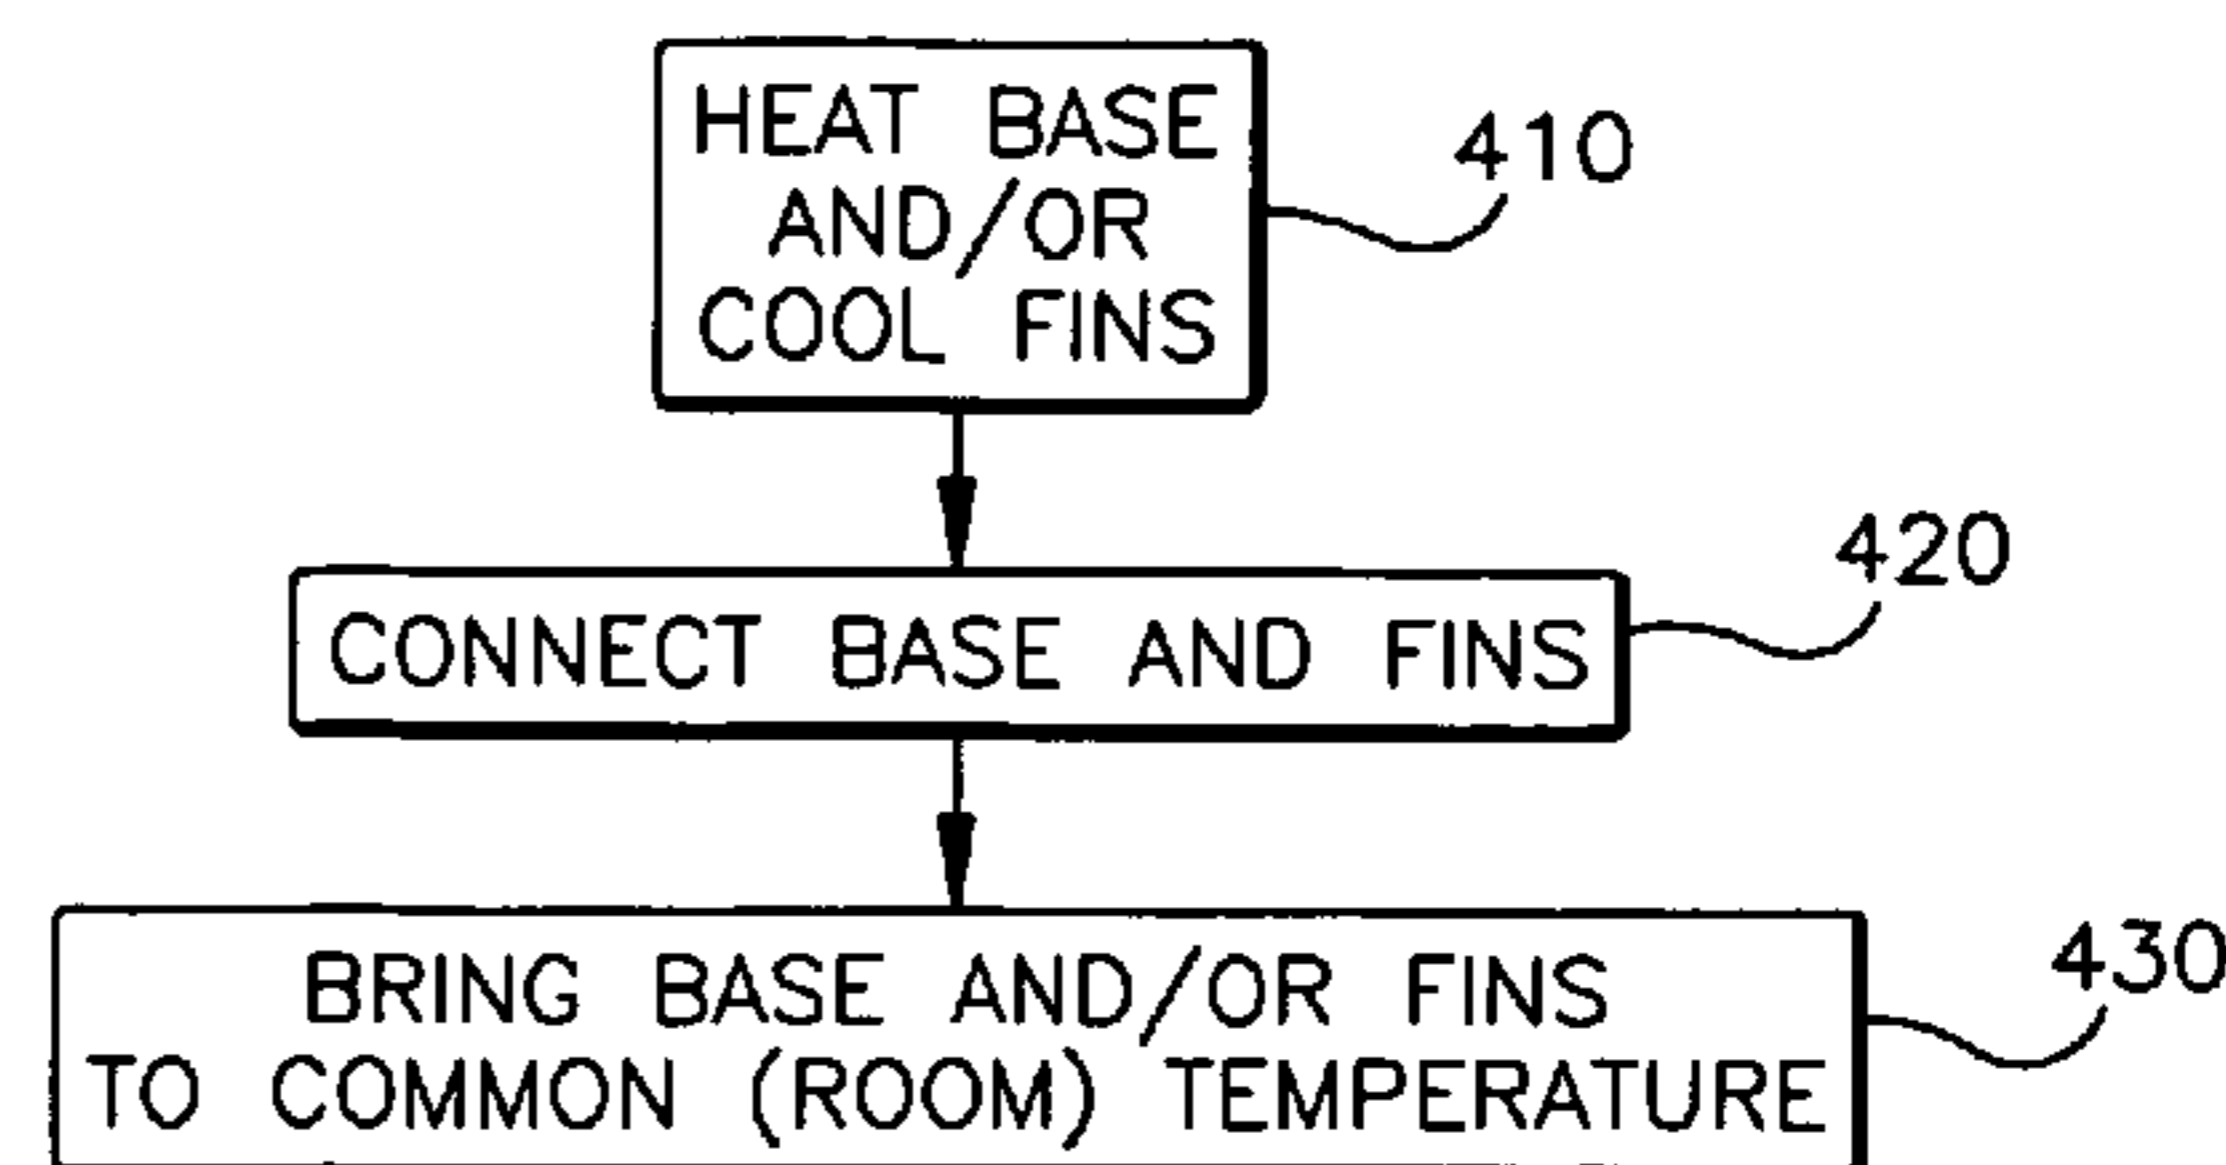 HEAT BASE
AND/OR
COOL FINS
410
CONNECT BASE AND FINS
420
BRING BASE AND/OR FINS
TO COMMON (ROOM) TEMPERATURE
430